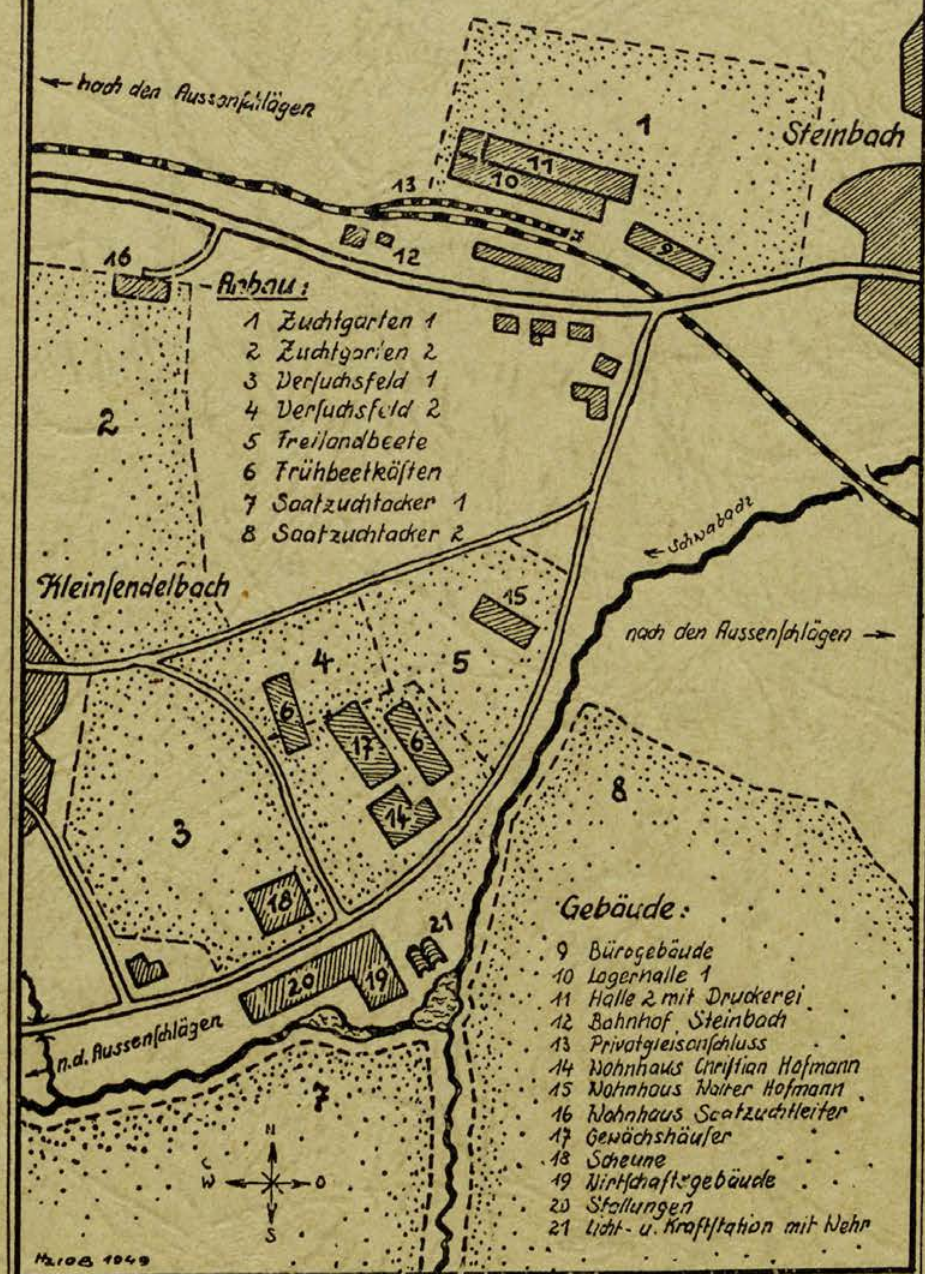 ← nach den Aussenſchlägen
1
Steinbach
11
10
13
9
12
16
Anbau:
1 Zuchtgarten 1
2 Zuchtgarten 2
3 Verſuchsfeld 1
4 Verſuchsfeld 2
5 Freilandbeete
6 Frühbeetkäſten
7 Saatzuchtacker 1
8 Saatzuchtacker 2
2
← Schwabach
Kleinſendelbach
15
nach den Aussenſchlägen →
4
5
6
17
6
8
14
3
18
21
20
19
n.d. Aussenſchlägen
7
Gebäude:
9 Bürogebäude
10 Lagerhalle 1
11 Halle 2 mit Druckerei
12 Bahnhof Steinbach
13 Privatgleisanſchluss
14 Wohnhaus Chriſtian Hofmann
15 Wohnhaus Walter Hofmann
16 Wohnhaus Saatzuchtleiter
17 Gewächshäuſer
18 Scheune
19 Wirtſchaftsgebäude
20 Stallungen
21 Licht- u. Kraftſtation mit Wehr
N
W
O
S
1049